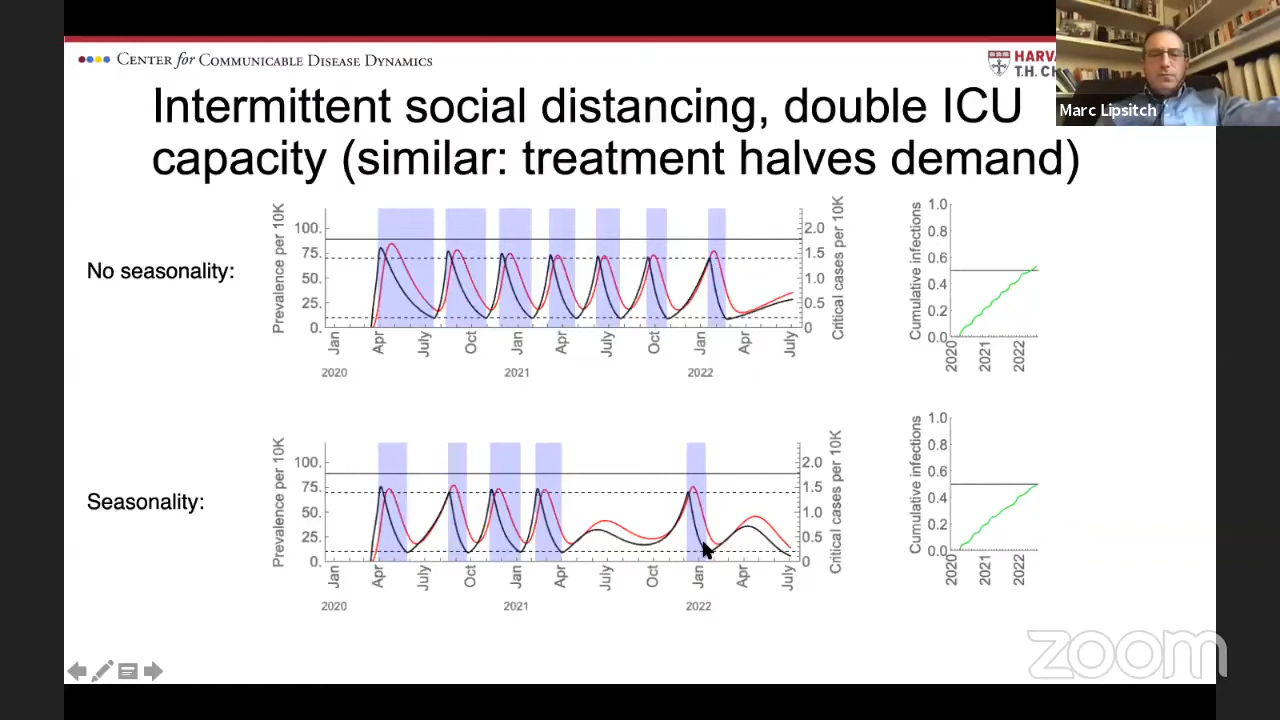 CENTER for COMMUNICABLE DISEASE DYNAMICS
HARVA
T.H. CH
Marc Lipsitch
Intermittent social distancing, double ICU
capacity (similar: treatment halves demand)
No seasonality:
Prevalence per 10K
100.
75.
50.
25.
0.
2.0
1.5
1.0
0.5
0
Critical cases per 10K
Jan
Apr
July
Oct
Jan
Apr
July
Oct
Jan
Apr
July
2020
2021
2022
Cumulative infections
1.0
0.8
0.6
0.4
0.2
0.0
2020
2021
2022
Seasonality:
Prevalence per 10K
100.
75.
50.
25.
0.
2.0
1.5
1.0
0.5
0
Critical cases per 10K
Jan
Apr
July
Oct
Jan
Apr
July
Oct
Jan
Apr
July
2020
2021
2022
Cumulative infections
1.0
0.8
0.6
0.4
0.2
0.0
2020
2021
2022
zoom